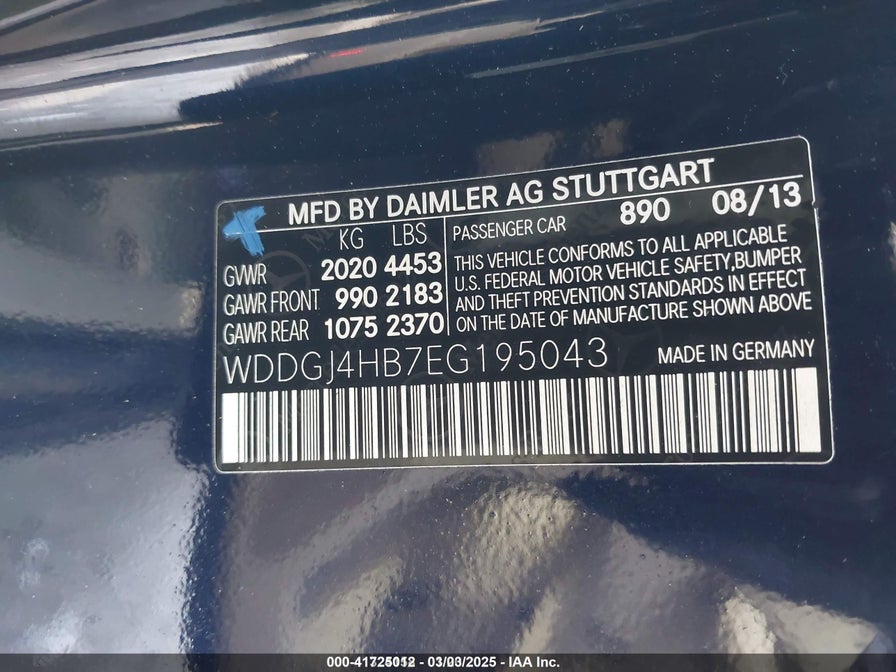 MFD BY DAIMLER AG STUTTGART
KG LBS
GVWR 2020 4453
GAWR FRONT 990 2183
GAWR REAR 1075 2370
PASSENGER CAR 890 08/13
THIS VEHICLE CONFORMS TO ALL APPLICABLE
U.S. FEDERAL MOTOR VEHICLE SAFETY,BUMPER
AND THEFT PREVENTION STANDARDS IN EFFECT
ON THE DATE OF MANUFACTURE SHOWN ABOVE
WDDGJ4HB7EG195043 MADE IN GERMANY
- IAA Inc.